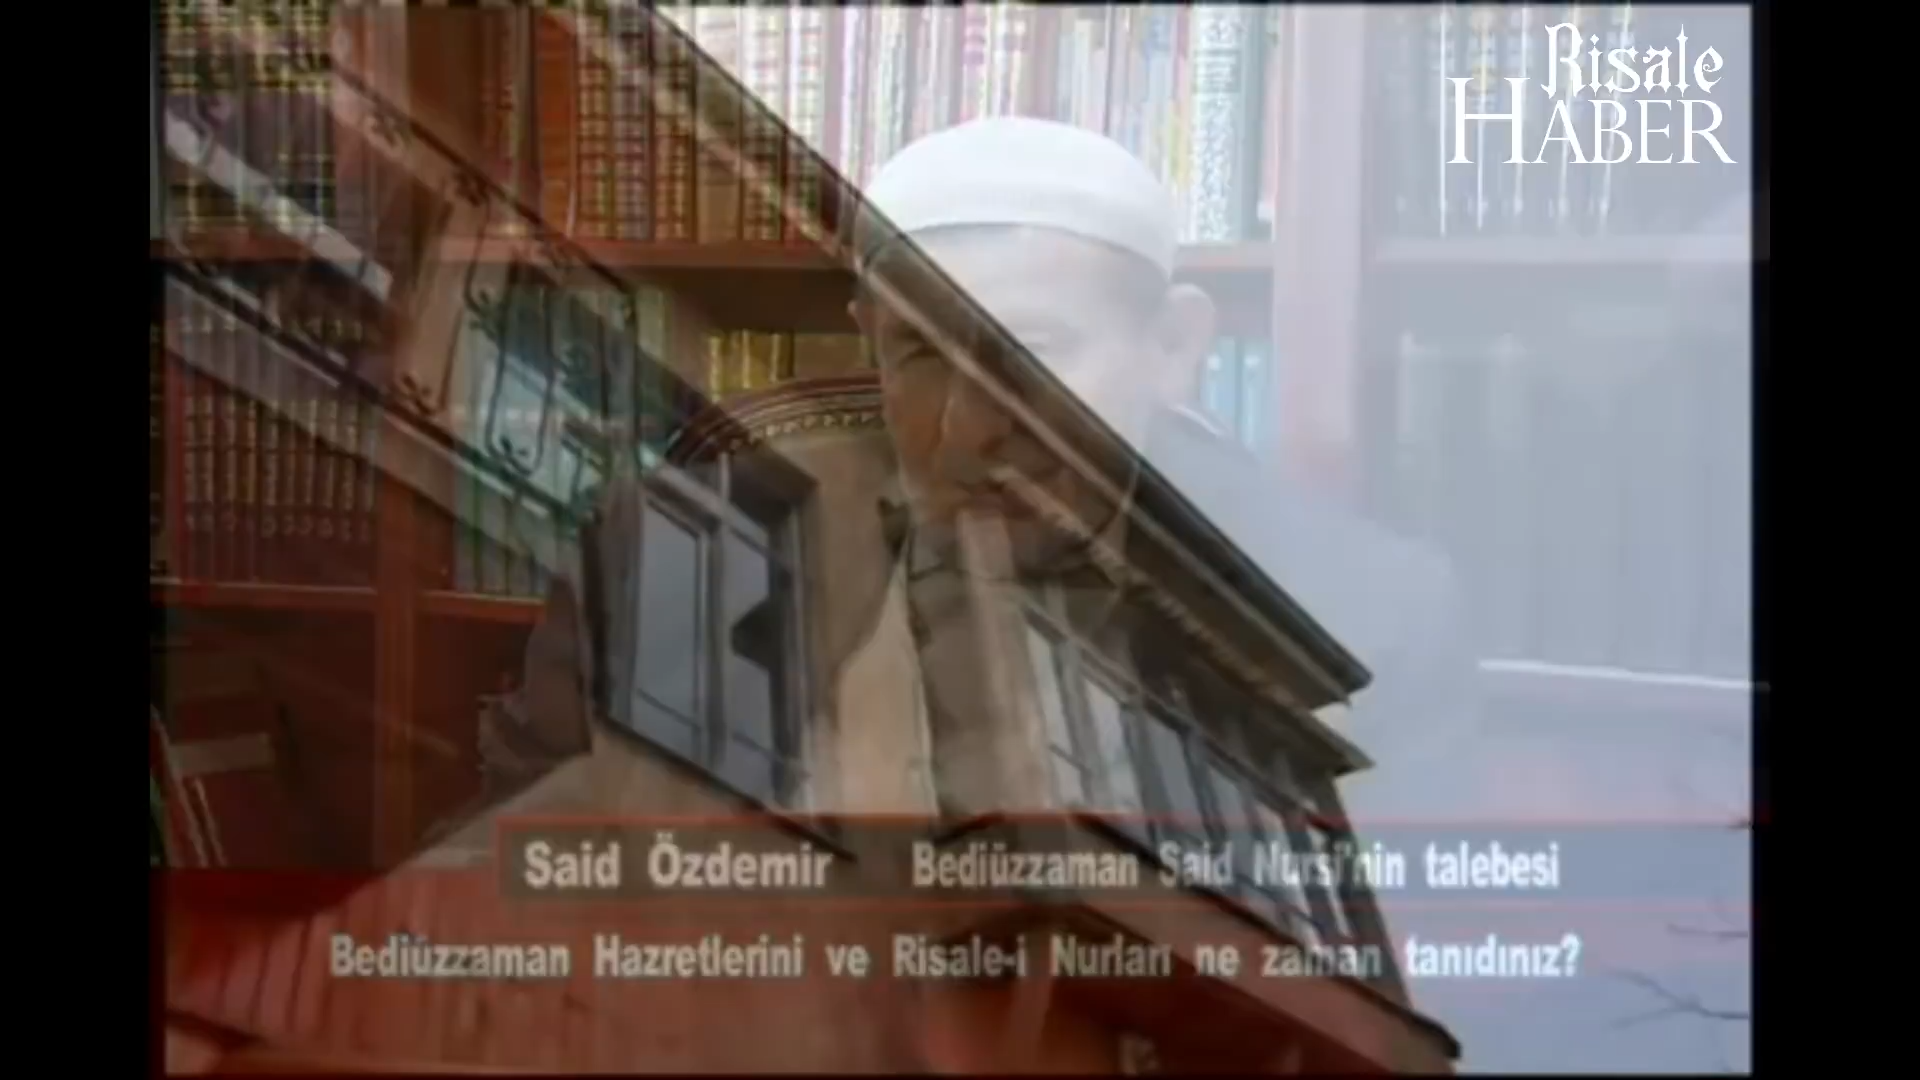 Risale
HABER
Said Özdemir Bediüzzaman Said Nursi'nin talebesi
Bediüzzaman Hazretlerini ve Risale-i Nurları ne zaman tanıdınız?